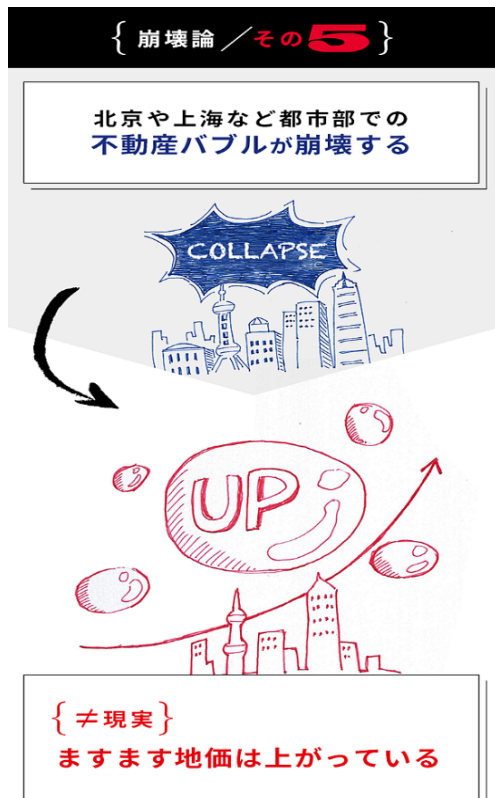 { 崩壊論／その5 }
北京や上海など都市部での
不動産バブルが崩壊する
COLLAPSE
UP
{ ≠現実 }
ますます地価は上がっている